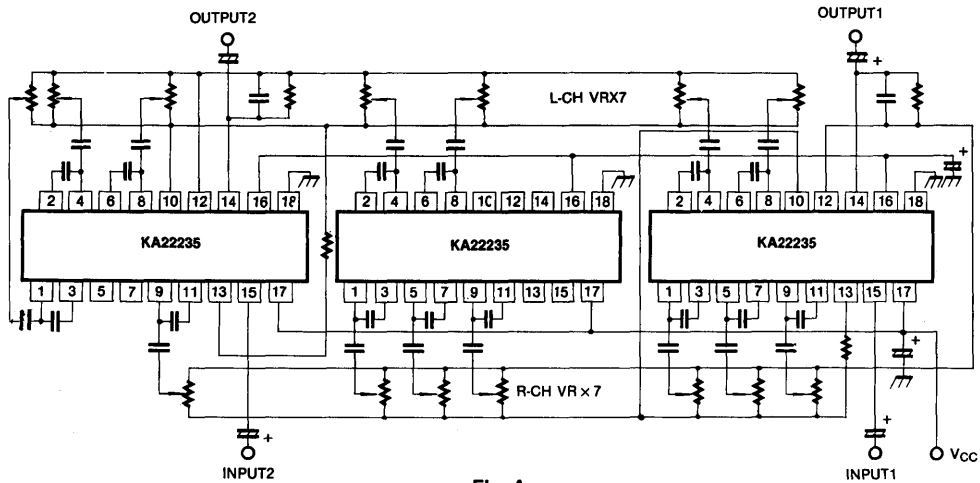 OUTPUT2 OUTPUT1
+
L-CH VRX7
+
2 4 6 8 10 12 14 16 18 2 4 6 8 10 12 14 16 18 2 4 6 8 10 12 14 16 18
KA22235 KA22235 KA22235
1 3 5 7 9 11 13 15 17 1 3 5 7 9 11 13 15 17 1 3 5 7 9 11 13 15 17
+
R-CH VR × 7
+ +
INPUT2 INPUT1 VCC